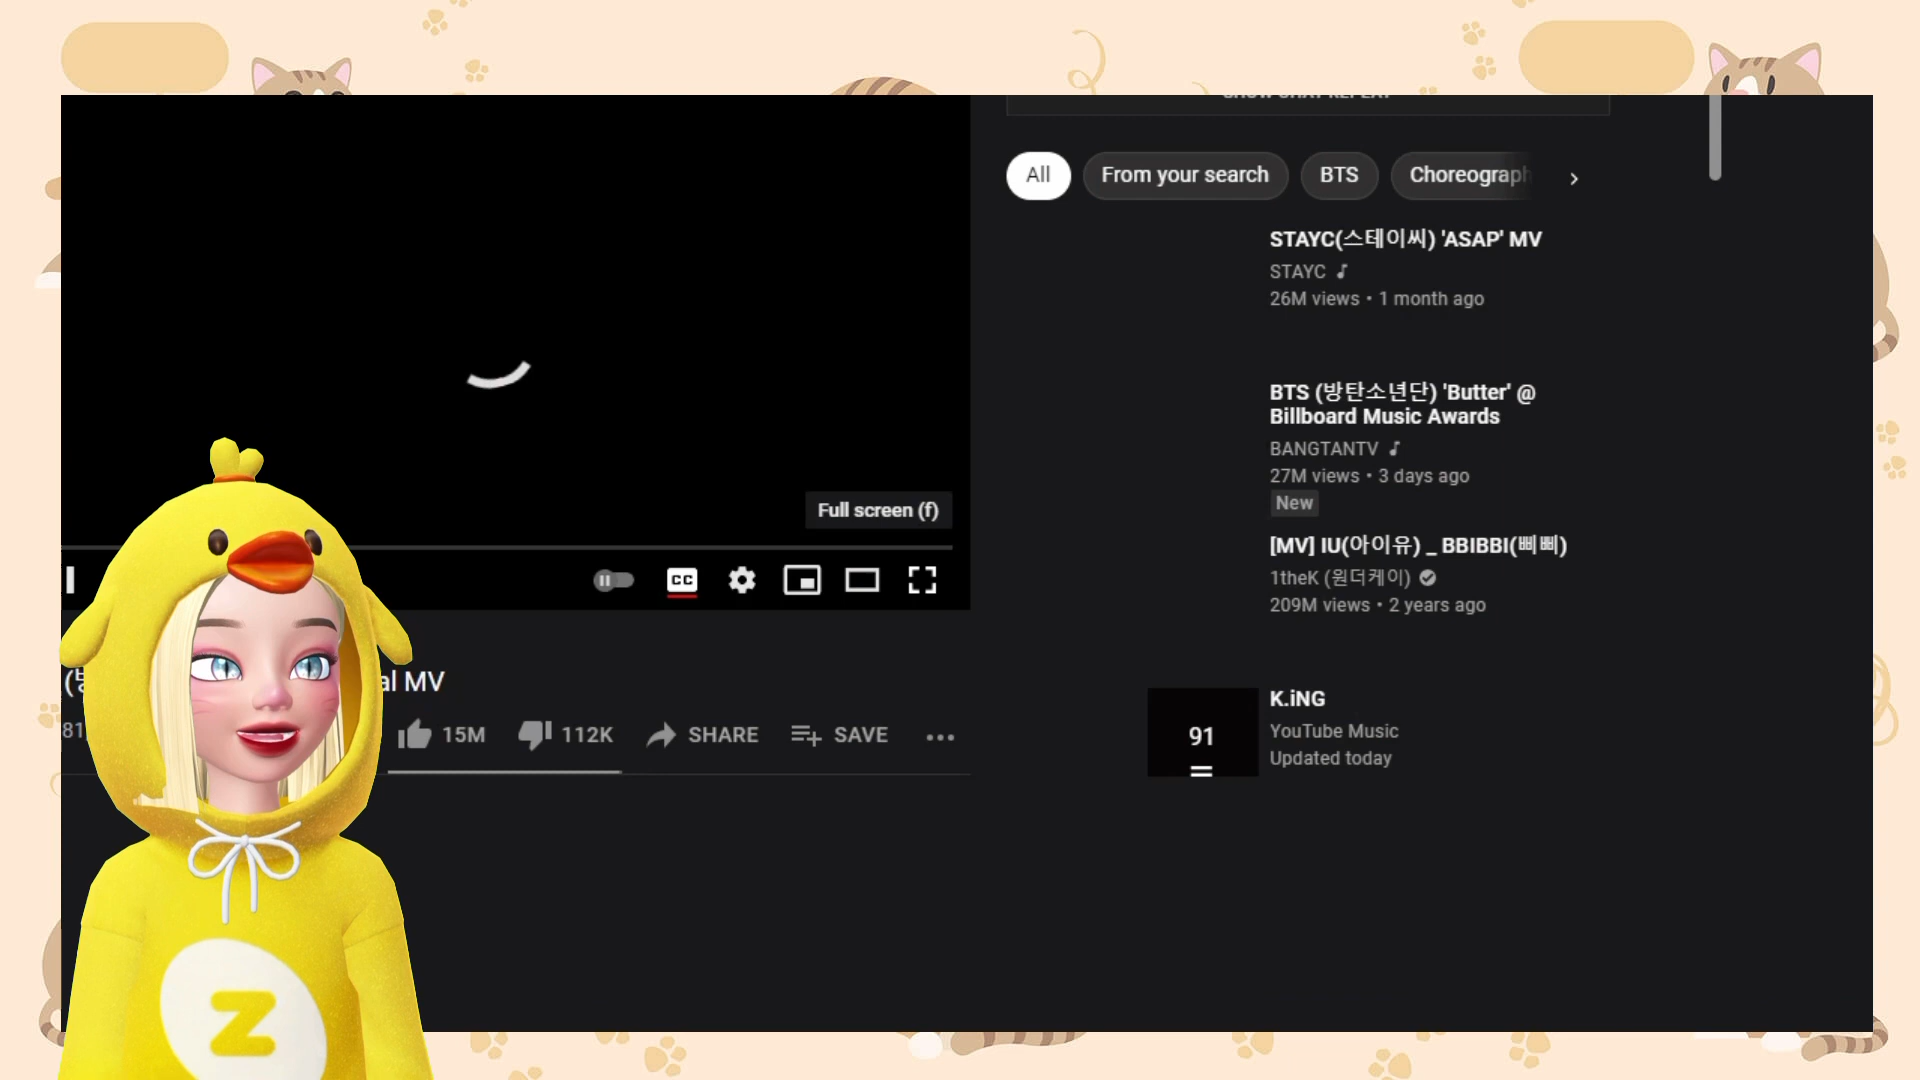 All
From your search
BTS
Choreograph
STAYC(스테이씨) 'ASAP' MV
STAYC
26M views • 1 month ago
BTS (방탄소년단) 'Butter' @
Billboard Music Awards
BANGTANTV
27M views • 3 days ago
New
[MV] IU(아이유) _ BBIBBI(삐삐)
1theK (원더케이)
209M views • 2 years ago
91
K.iNG
YouTube Music
Updated today
Full screen (f)
CC
al MV
81
15M
112K
SHARE
SAVE
z